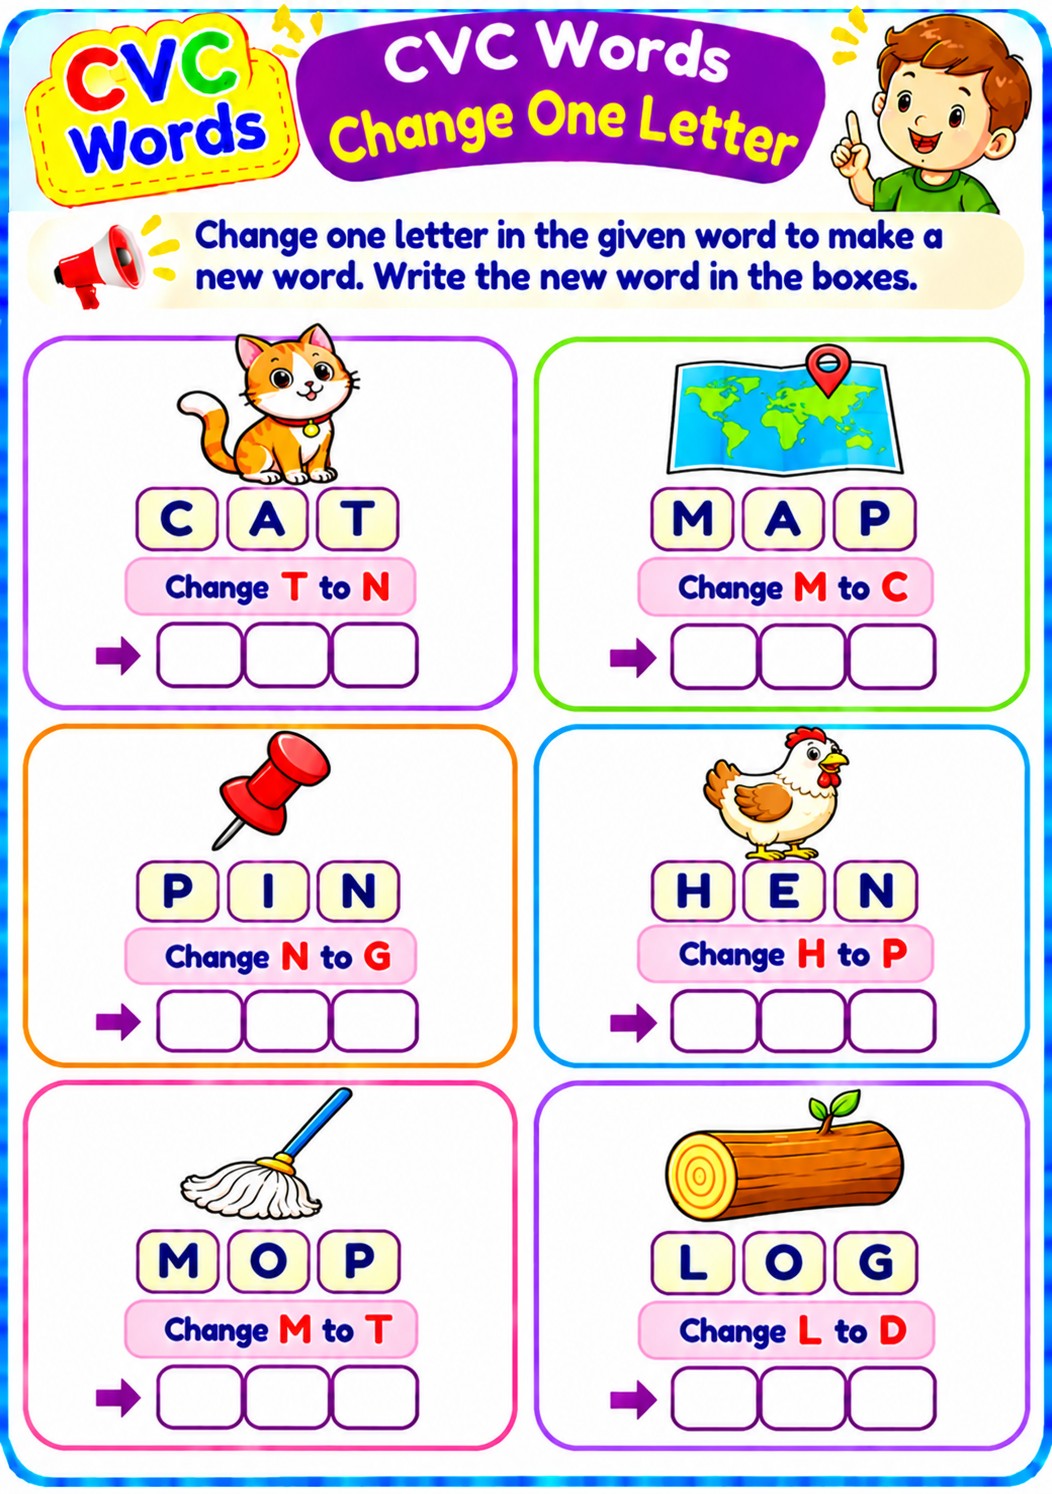 CVC
Words
CVC Words
Change One Letter
Change one letter in the given word to make a
new word. Write the new word in the boxes.
C A T
Change T to N
M A P
Change M to C
P I N
Change N to G
H E N
Change H to P
M O P
Change M to T
L O G
Change L to D